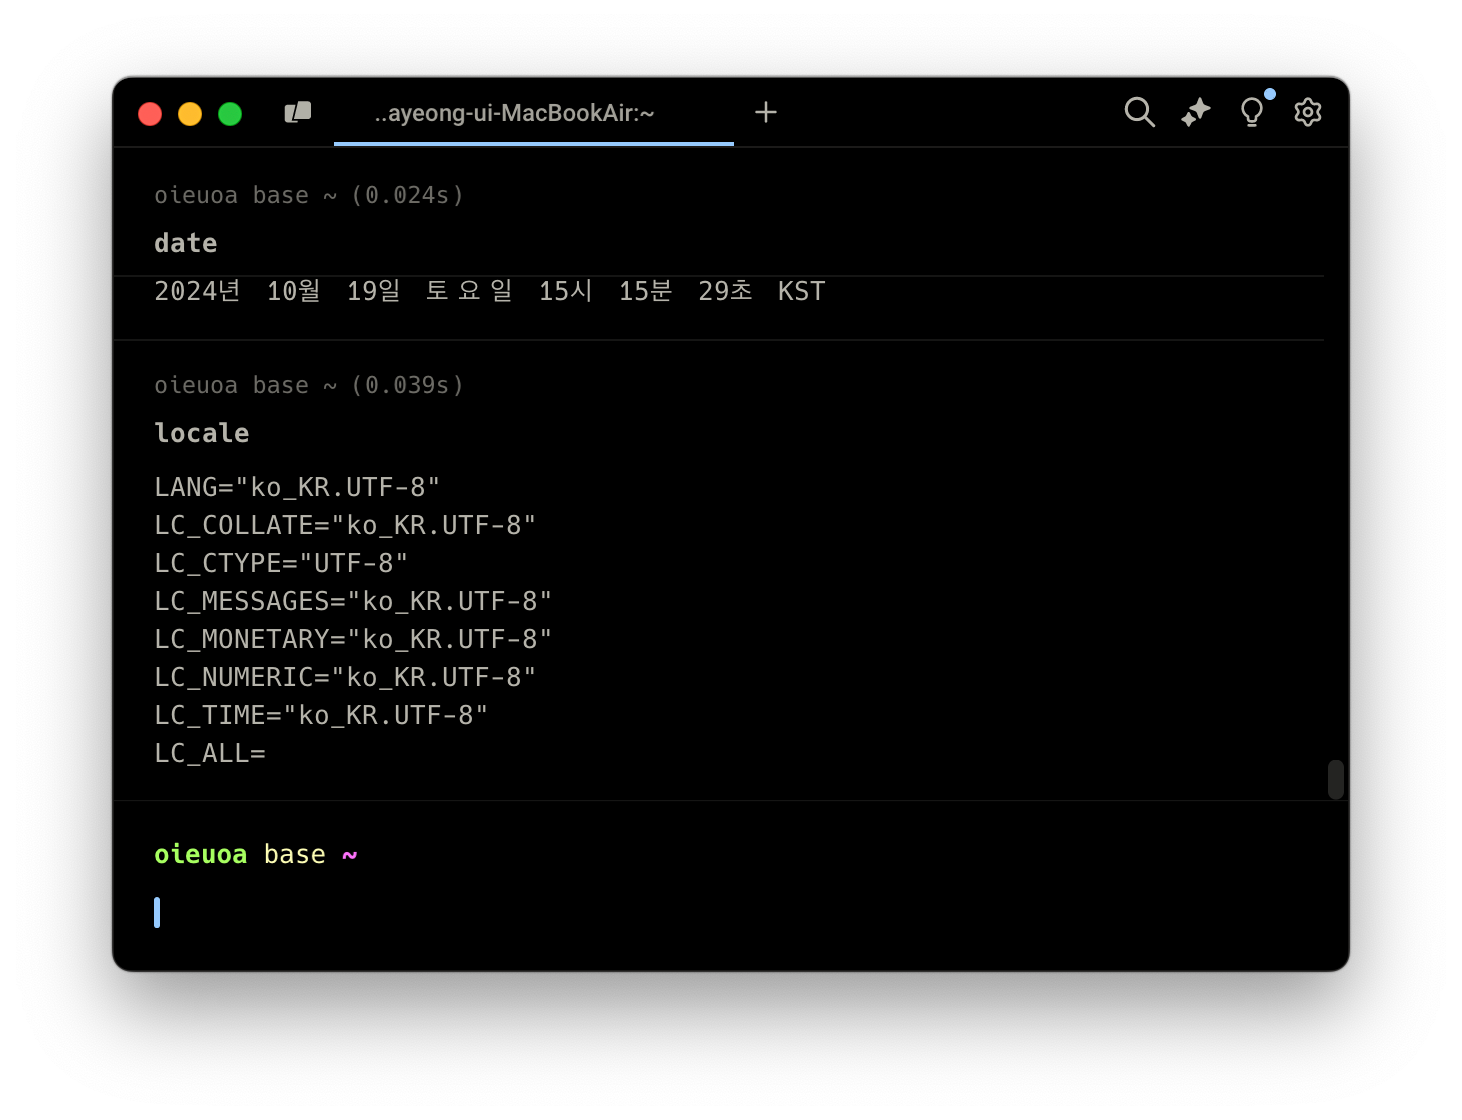 ..ayeong-ui-MacBookAir:~
oieuoa base ~ (0.024s)
date
2024년 10월 19일 토요일 15시 15분 29초 KST
oieuoa base ~ (0.039s)
locale
LANG="ko_KR.UTF-8"
LC_COLLATE="ko_KR.UTF-8"
LC_CTYPE="UTF-8"
LC_MESSAGES="ko_KR.UTF-8"
LC_MONETARY="ko_KR.UTF-8"
LC_NUMERIC="ko_KR.UTF-8"
LC_TIME="ko_KR.UTF-8"
LC_ALL=
oieuoa base ~